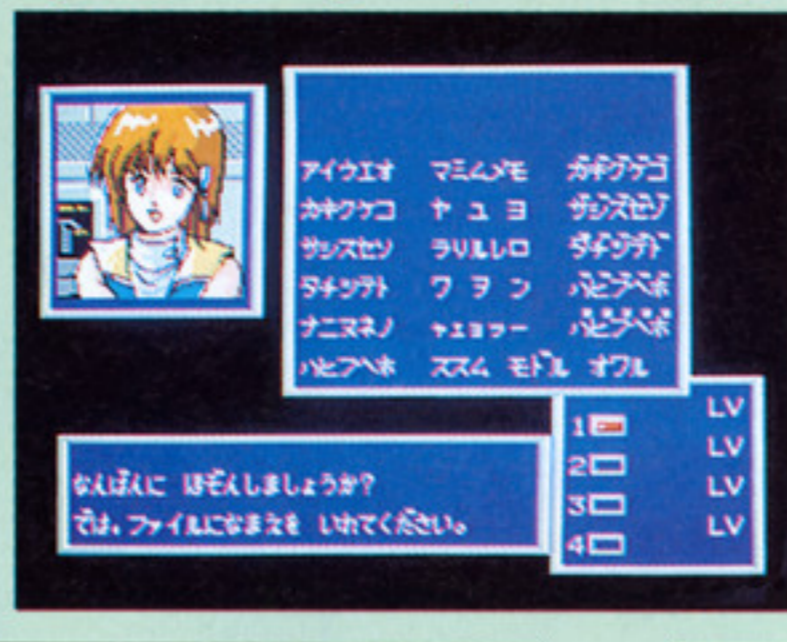 アイウエオ マミムメモ ガギグゲゴ
カキクケコ ヤ ユ ヨ ザジズゼゾ
サシスセソ ラリルレロ ダヂヅデド
タチツテト ワ ヲ ン バビブベボ
ナニヌネノ ャュョッー パピプペポ
ハヒフヘホ ススム モドル オワル
なんばんに ほぞんしましょうか?
では、ファイルになまえを いれてください。
1 LV
2 LV
3 LV
4 LV